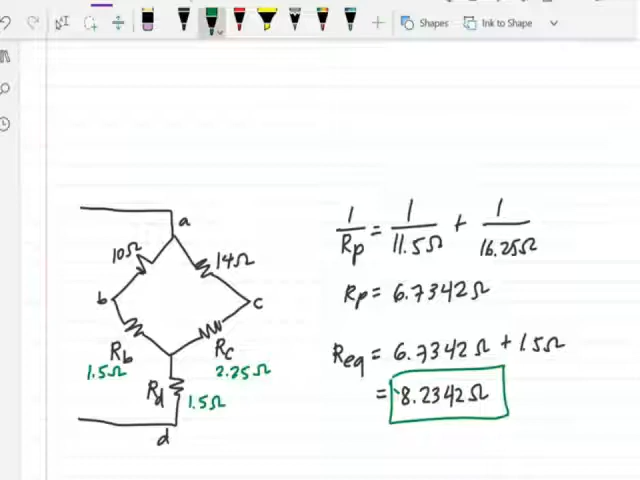 Shapes Ink to Shape
a
10Ω 14Ω
b c
Rb Rc
1.5Ω 2.25Ω
Rd 1.5Ω
d
1/Rp = 1/11.5Ω + 1/16.25Ω
Rp = 6.7342Ω
Req = 6.7342Ω + 1.5Ω
= 8.2342Ω